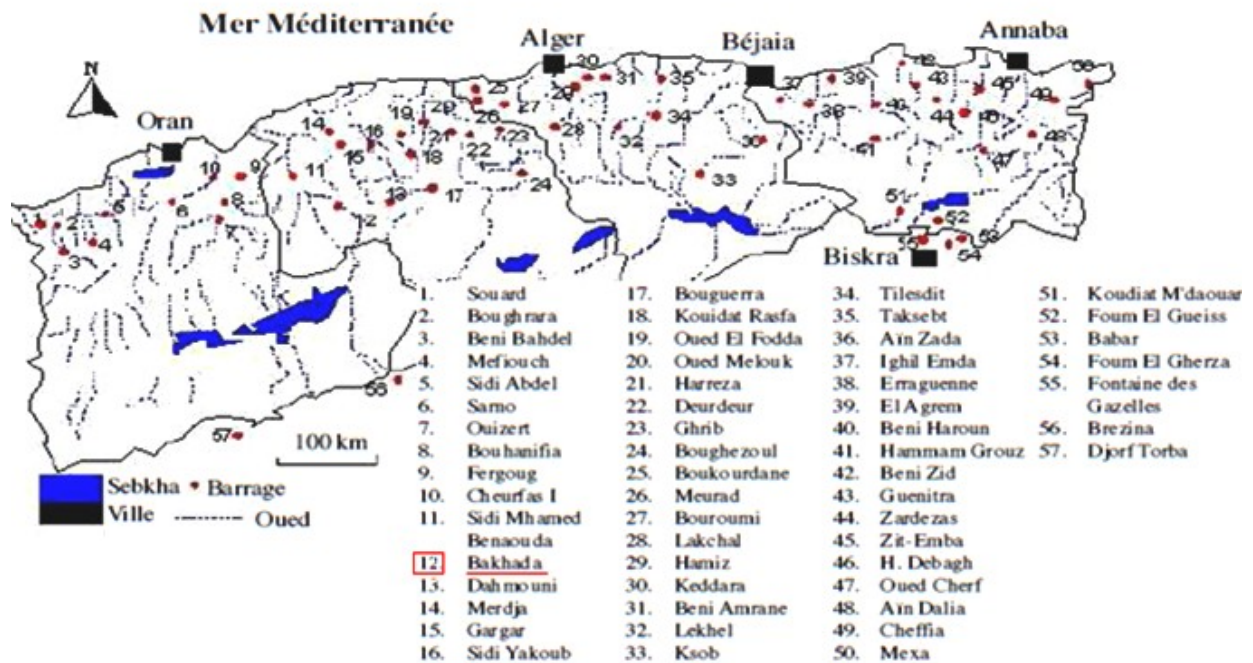 Mer Méditerranée
N
Oran
Alger
Béjaia
Annaba
Biskra
100 km
Sebkha
Barrage
Ville
Oued
1. Souard
2. Boughrara
3. Beni Bahdel
4. Mefiouch
5. Sidi Abdel
6. Sarno
7. Ouizert
8. Bouhanifia
9. Fergoug
10. Cheurfas I
11. Sidi Mhamed
Benaouda
12. Bakhada
13. Dahmouni
14. Merdja
15. Gargar
16. Sidi Yakoub
17. Bouguerra
18. Kouidat Rasfa
19. Oued El Fodda
20. Oued Melouk
21. Harreza
22. Deurdeur
23. Ghrib
24. Boughezoul
25. Boukourdane
26. Meurad
27. Bouroumi
28. Lakchal
29. Hamiz
30. Keddara
31. Beni Amrane
32. Lekhel
33. Ksob
34. Tilesdit
35. Taksebt
36. Aïn Zada
37. Ighil Emda
38. Erraguenne
39. El Agrem
40. Beni Haroun
41. Hammam Grouz
42. Beni Zid
43. Guenitra
44. Zardezas
45. Zit-Emba
46. H. Debagh
47. Oued Cherf
48. Aïn Dalia
49. Cheffia
50. Mexa
51. Koudiat M'daouar
52. Foum El Gueiss
53. Babar
54. Foum El Gherza
55. Fontaine des
Gazelles
56. Brezina
57. Djorf Torba